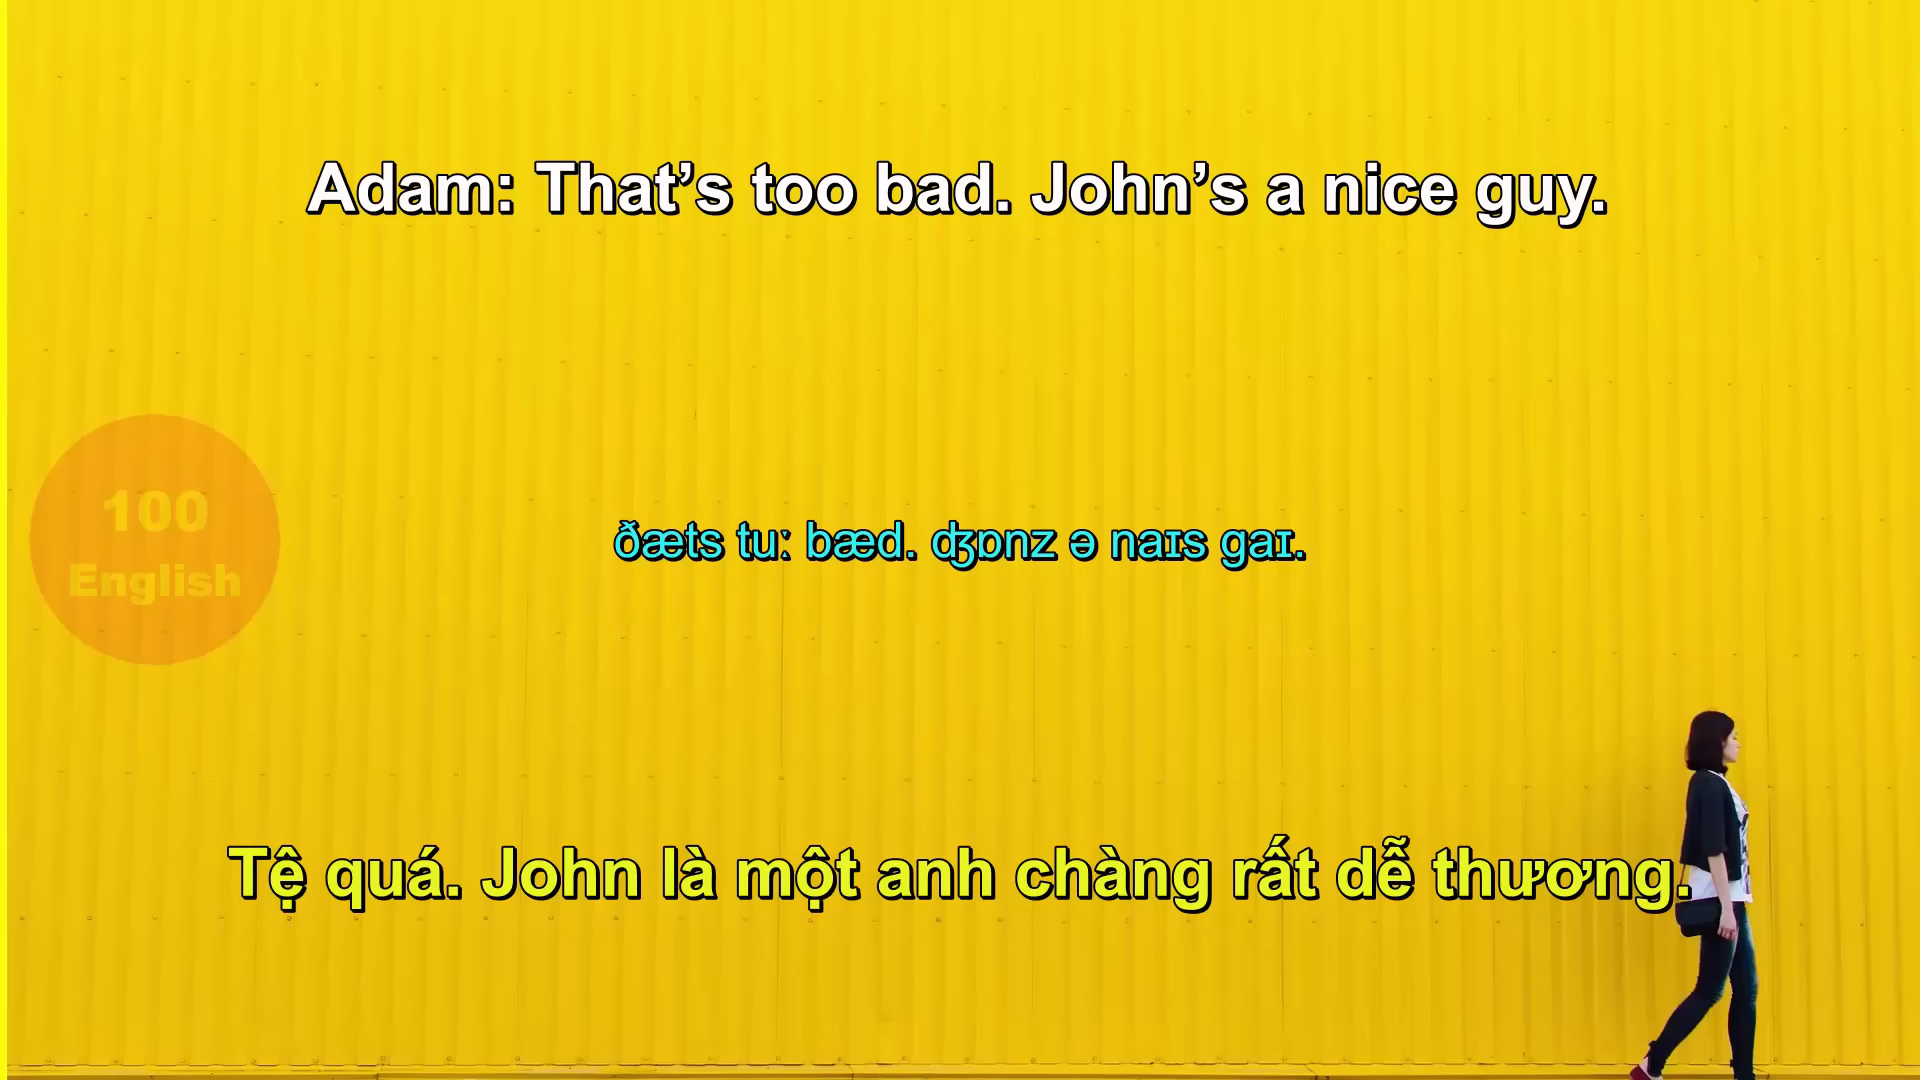 Adam: That’s too bad. John’s a nice guy.
100
English
ðæts tuː bæd. ʤɒnz ə naɪs gaɪ.
Tệ quá. John là một anh chàng rất dễ thương.